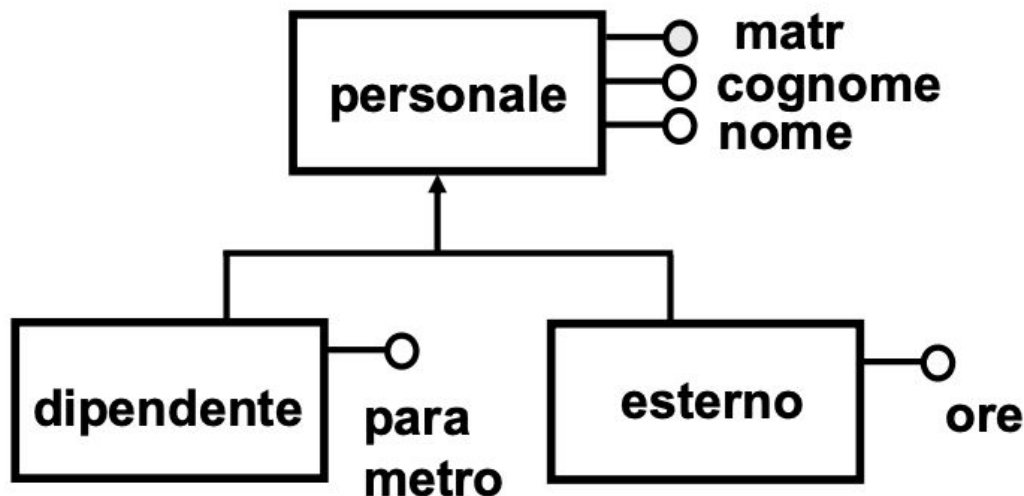 matr
personale
cognome
nome
dipendente
para
metro
esterno
ore